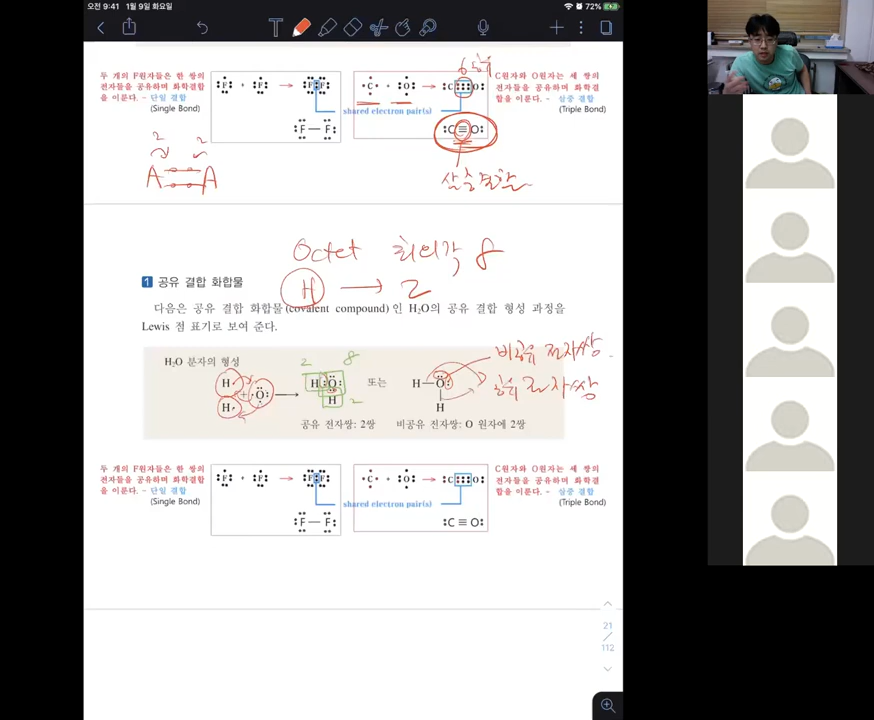 오전 9:41 1월 9일 화요일
72%
두 개의 F원자들은 한 쌍의
전자들을 공유하며 화학결합
을 이룬다. - 단일 결합
(Single Bond)
:F· + ·F: → :F:F:
·C· + ·O: → :C:::O:
6
C원자와 O원자는 세 쌍의
전자들을 공유하며 화학결
합을 이룬다. - 삼중 결합
(Triple Bond)
shared electron pair(s)
:F—F:
:C≡O:
2 2
A A
삼중결합
Octet 최외각 8
H → 2
1 공유 결합 화합물
다음은 공유 결합 화합물(covalent compound)인 H₂O의 공유 결합 형성 과정을
Lewis 점 표기로 보여 준다.
H₂O 분자의 형성
2 8
H· + ·O: → H:O: 또는 H—O:
H· H 2 H
비공유 전자쌍
공유 전자쌍
공유 전자쌍: 2쌍 비공유 전자쌍: O 원자에 2쌍
두 개의 F원자들은 한 쌍의
전자들을 공유하며 화학결합
을 이룬다. - 단일 결합
(Single Bond)
:F· + ·F: → :F:F:
·C· + ·O: → :C:::O:
C원자와 O원자는 세 쌍의
전자들을 공유하며 화학결
합을 이룬다. - 삼중 결합
(Triple Bond)
shared electron pair(s)
:F—F:
:C≡O:
21
/
112